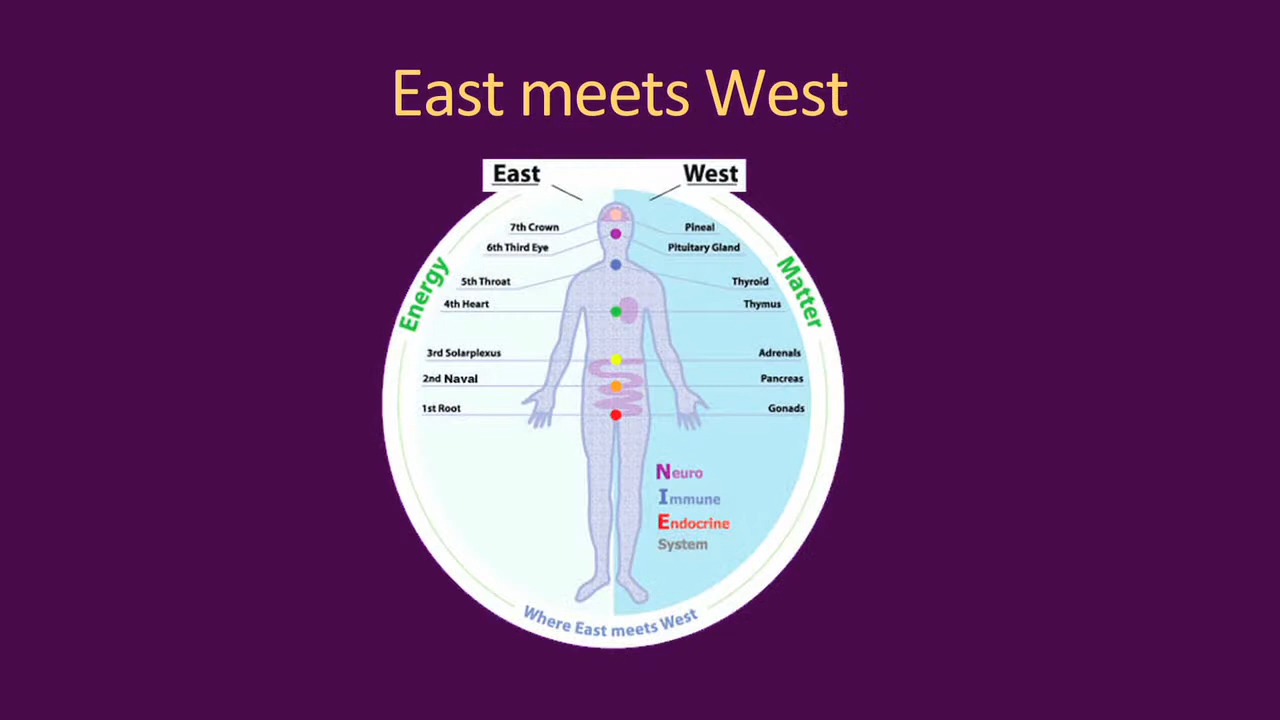 East meets West
East
West
7th Crown
Pineal
6th Third Eye
Pituitary Gland
5th Throat
Thyroid
4th Heart
Thymus
Energy
Matter
3rd Solarplexus
Adrenals
2nd Naval
Pancreas
1st Root
Gonads
Neuro
Immune
Endocrine
System
Where East meets West